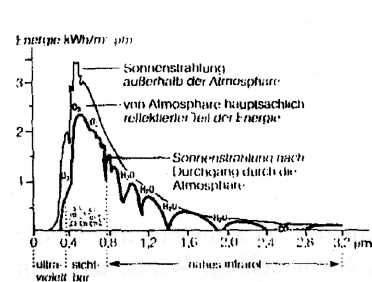 Energie kWh/m² µm
Sonnenstrahlung
außerhalb der Atmosphäre
von Atmosphäre hauptsächlich
reflektierter Teil der Energie
Sonnenstrahlung nach
Durchgang durch die
Atmosphäre
3
2
1
O₃
O₃
H₂O
H₂O
H₂O
H₂O
H₂O
0 0,4 0,8 1,2 1,6 2,0 2,4 2,8 3,2 µm
ultra- sicht- nahes Infrarot
violett bar